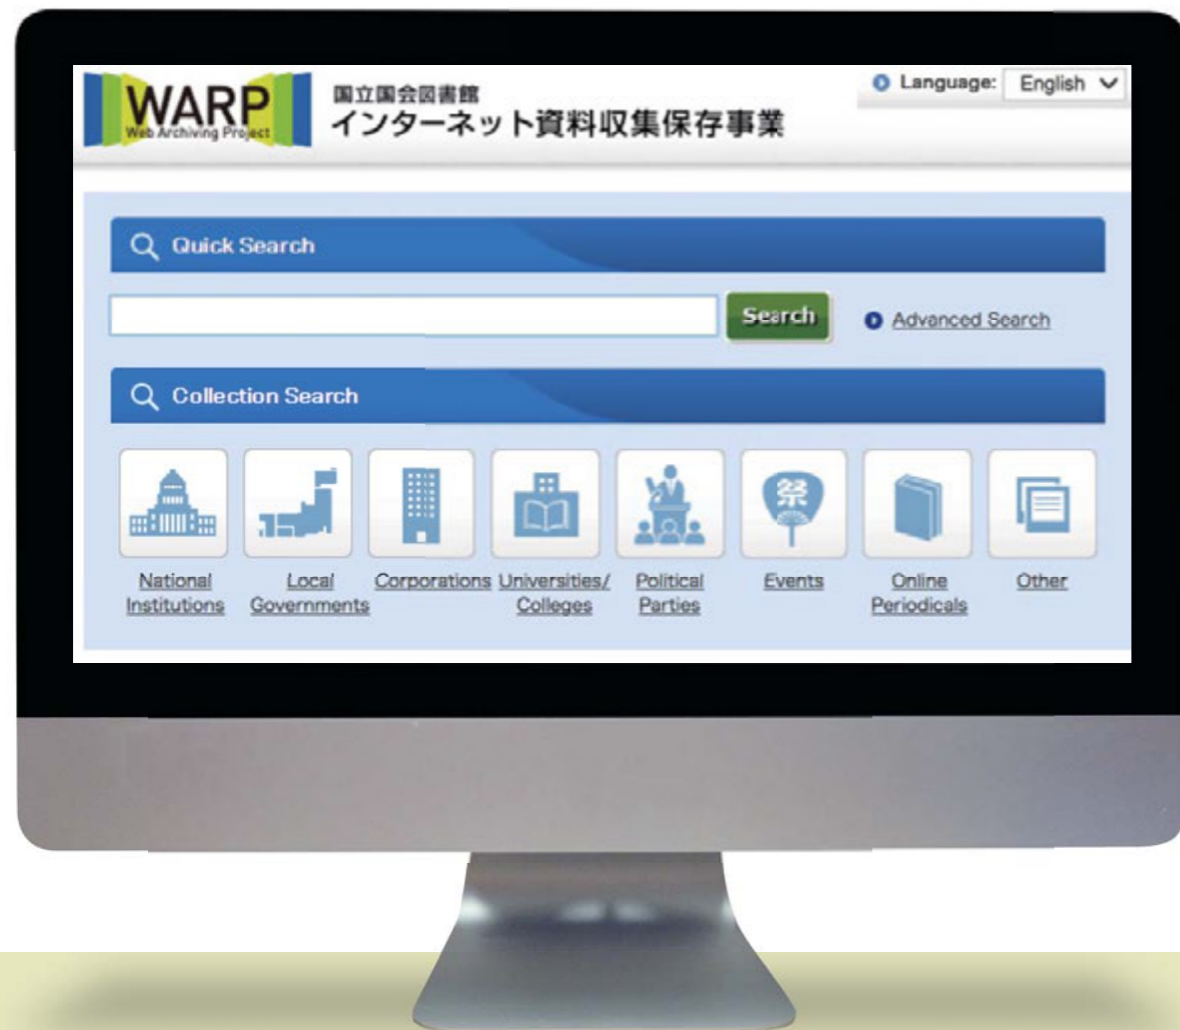 WARP
Web Archiving Project
国立国会図書館
インターネット資料収集保存事業
Language: English
Quick Search
Search
Advanced Search
Collection Search
祭
National Institutions
Local Governments
Corporations
Universities/ Colleges
Political Parties
Events
Online Periodicals
Other